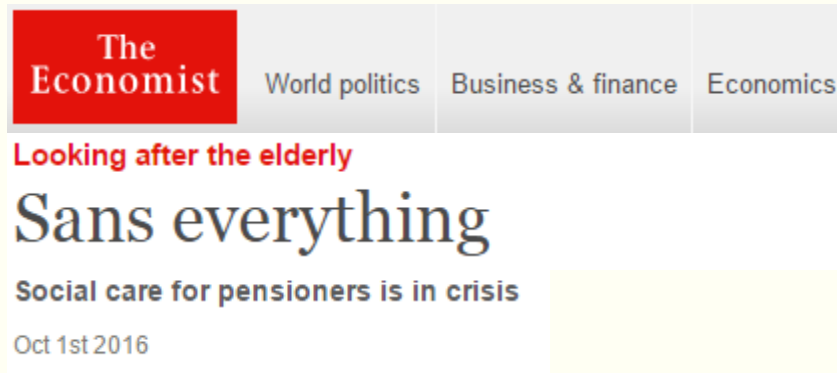 The
Economist World politics Business & finance Economics
Looking after the elderly
Sans everything
Social care for pensioners is in crisis
Oct 1st 2016